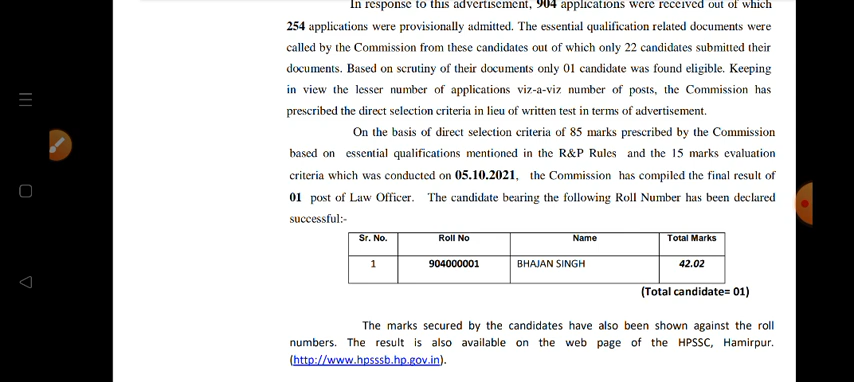 In response to this advertisement, 904 applications were received out of which
254 applications were provisionally admitted. The essential qualification related documents were
called by the Commission from these candidates out of which only 22 candidates submitted their
documents. Based on scrutiny of their documents only 01 candidate was found eligible. Keeping
in view the lesser number of applications viz-a-viz number of posts, the Commission has
prescribed the direct selection criteria in lieu of written test in terms of advertisement.
On the basis of direct selection criteria of 85 marks prescribed by the Commission
based on essential qualifications mentioned in the R&P Rules and the 15 marks evaluation
criteria which was conducted on 05.10.2021, the Commission has compiled the final result of
01 post of Law Officer. The candidate bearing the following Roll Number has been declared
successful:-
Sr. No. Roll No Name Total Marks
1 904000001 BHAJAN SINGH 42.02
(Total candidate= 01)
The marks secured by the candidates have also been shown against the roll
numbers. The result is also available on the web page of the HPSSC, Hamirpur.
(http://www.hpsssb.hp.gov.in).